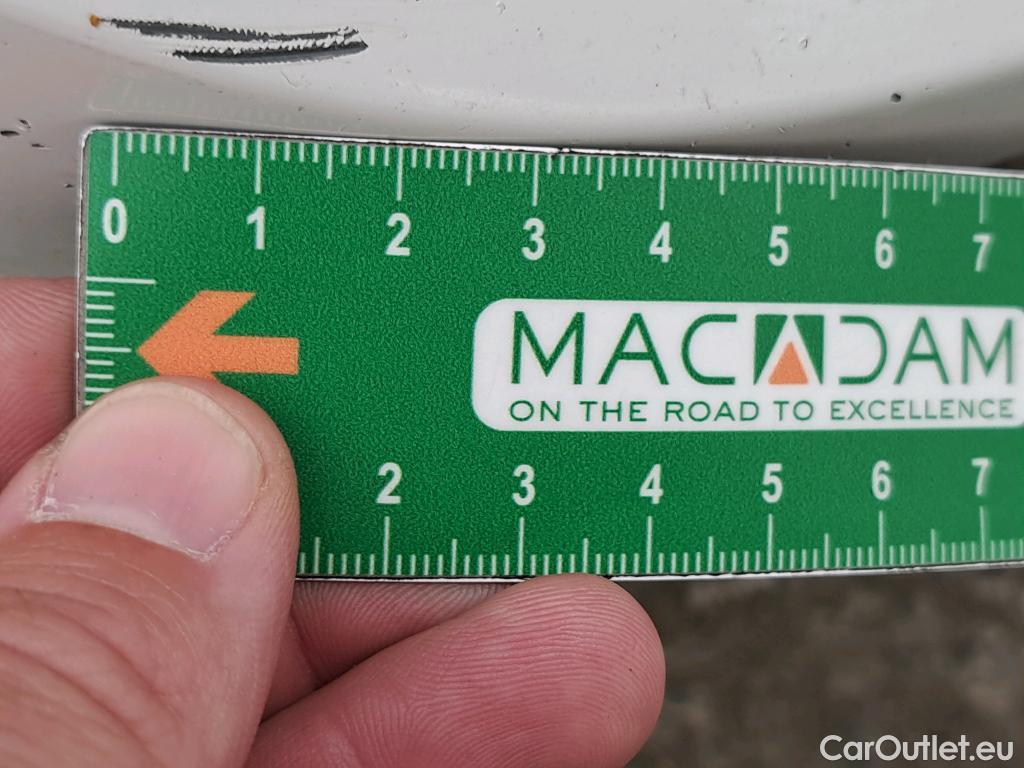 0 1 2 3 4 5 6 7
MACADAM
ON THE ROAD TO EXCELLENCE
2 3 4 5 6 7
CarOutlet.eu